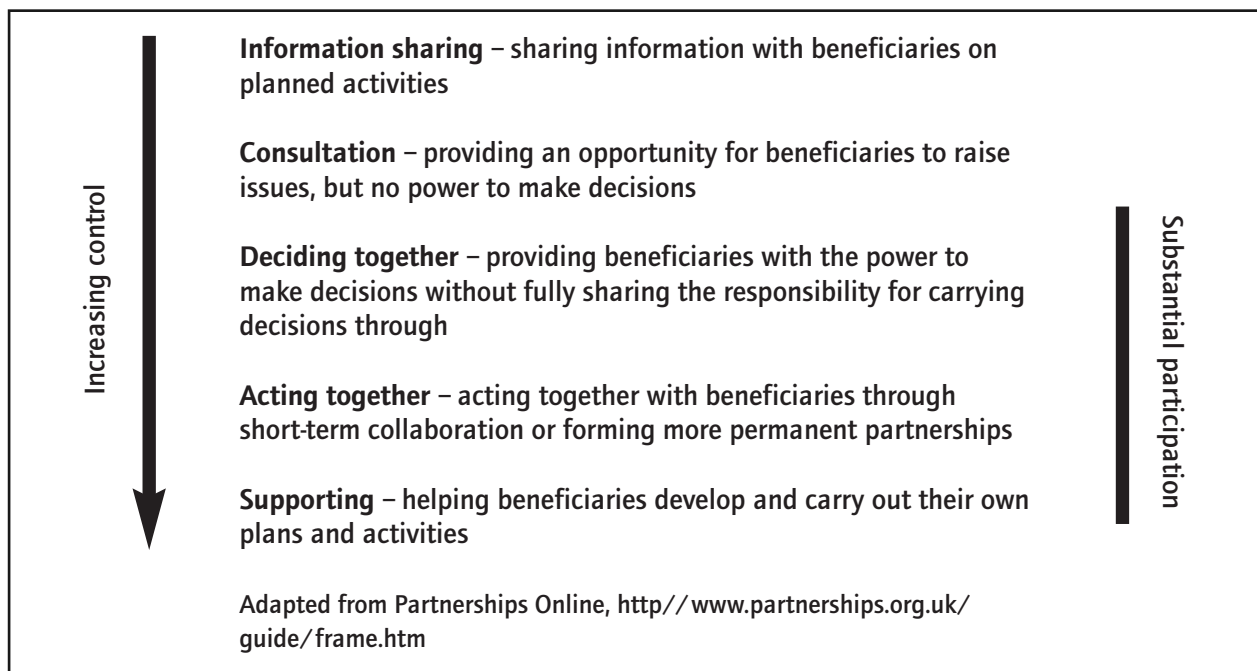 Increasing control
Information sharing – sharing information with beneficiaries on
planned activities
Consultation – providing an opportunity for beneficiaries to raise
issues, but no power to make decisions
Deciding together – providing beneficiaries with the power to
make decisions without fully sharing the responsibility for carrying
decisions through
Acting together – acting together with beneficiaries through
short-term collaboration or forming more permanent partnerships
Supporting – helping beneficiaries develop and carry out their own
plans and activities
Substantial participation
Adapted from Partnerships Online, http//www.partnerships.org.uk/
guide/frame.htm